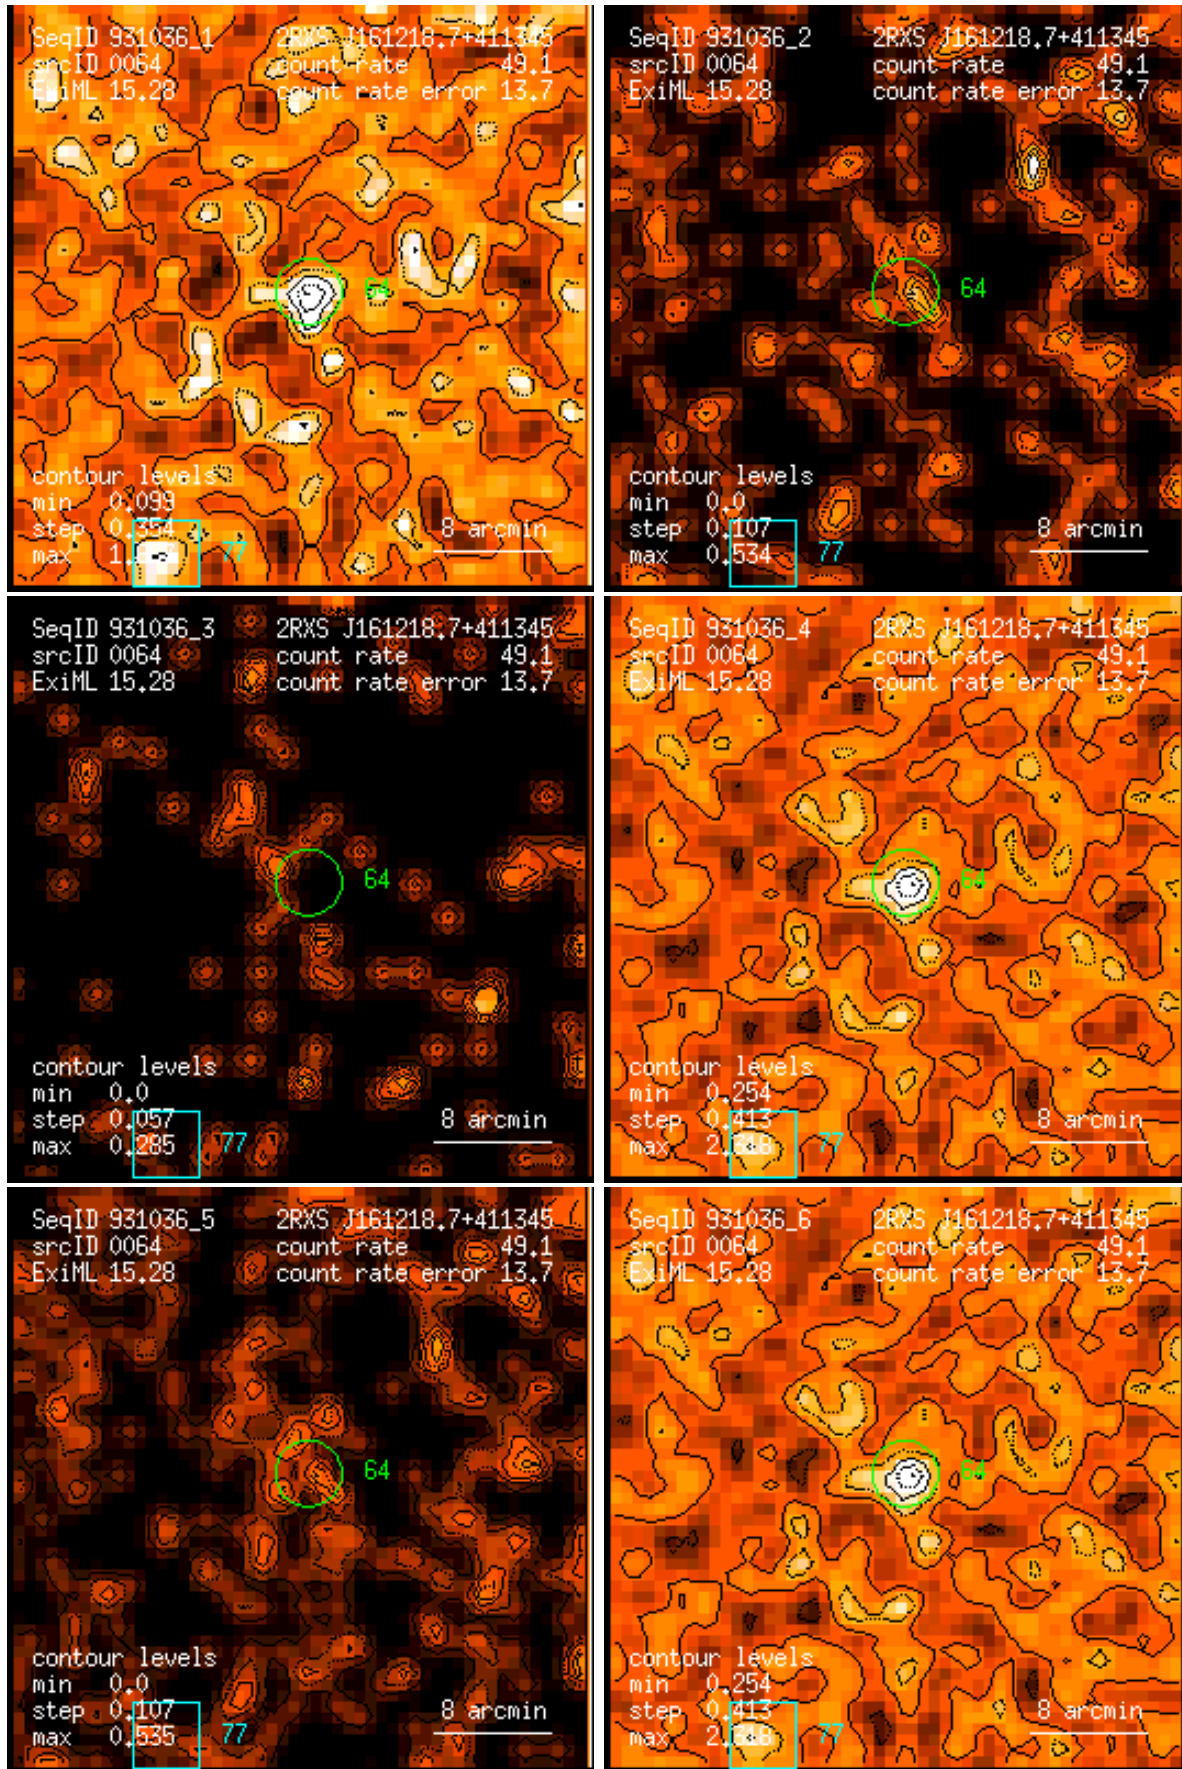 SeqID 931036_1 2RXS J161218.7+411345
srcID 0064 count rate 49.1
ExiML 15.28 count rate error 13.7
64
contour levels
min 0.099
step 0.354
max
77
8 arcmin
SeqID 931036_2 2RXS J161218.7+411345
srcID 0064 count rate 49.1
ExiML 15.28 count rate error 13.7
64
contour levels
min 0.0
step 0.107
max 0.534
77
8 arcmin
SeqID 931036_3 2RXS J161218.7+411345
srcID 0064 count rate 49.1
ExiML 15.28 count rate error 13.7
64
contour levels
min 0.0
step 0.057
max 0.285
77
8 arcmin
SeqID 931036_4 2RXS J161218.7+411345
srcID 0064 count rate 49.1
ExiML 15.28 count rate error 13.7
64
contour levels
min 0.254
step 0.413
max 2.318
77
8 arcmin
SeqID 931036_5 2RXS J161218.7+411345
srcID 0064 count rate 49.1
ExiML 15.28 count rate error 13.7
64
contour levels
min 0.0
step 0.107
max 0.535
77
8 arcmin
SeqID 931036_6 2RXS J161218.7+411345
srcID 0064 count rate 49.1
ExiML 15.28 count rate error 13.7
64
contour levels
min 0.254
step 0.413
max 2.318
77
8 arcmin